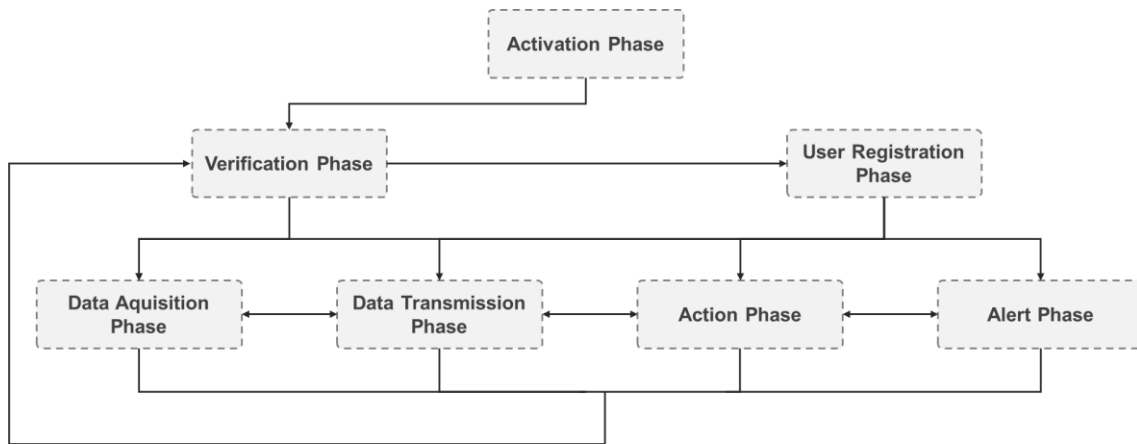 Activation Phase
Verification Phase
User Registration
Phase
Data Aquisition
Phase
Data Transmission
Phase
Action Phase
Alert Phase